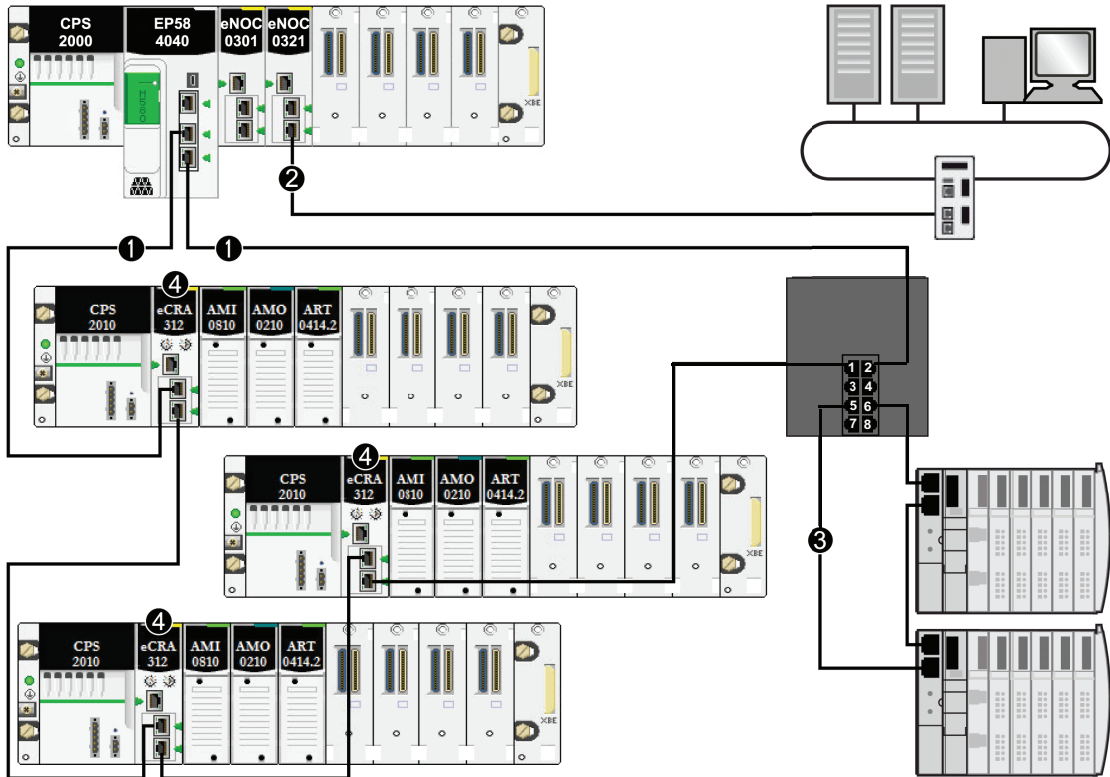 CPS
2000
EP58
4040
eNOC
0301
eNOC
0321
XBE
2
1
1
4
CPS
2010
eCRA
312
AMI
0810
AMO
0210
ART
0414.2
XBE
1 2
3 4
5 6
7 8
4
CPS
2010
eCRA
312
AMI
0810
AMO
0210
ART
0414.2
XBE
3
4
CPS
2010
eCRA
312
AMI
0810
AMO
0210
ART
0414.2
XBE